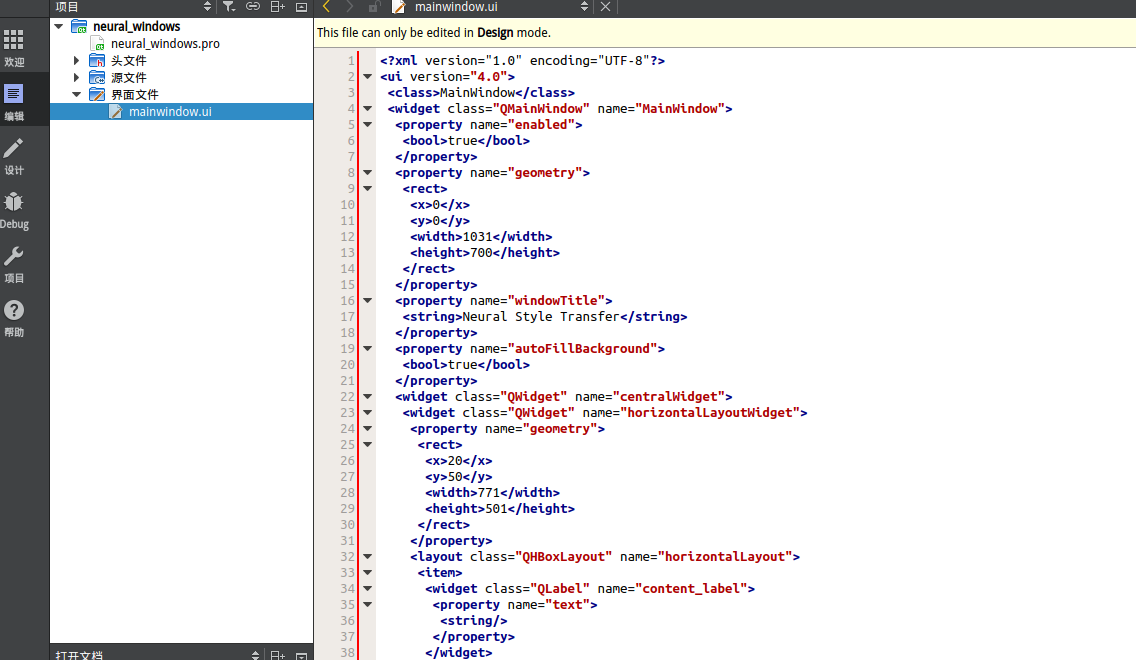 项目
mainwindow.ui
neural_windows
neural_windows.pro
头文件
源文件
界面文件
mainwindow.ui
欢迎
编辑
设计
Debug
项目
帮助
打开文档
This file can only be edited in Design mode.
1 <?xml version="1.0" encoding="UTF-8"?>
2 <ui version="4.0">
3 <class>MainWindow</class>
4 <widget class="QMainWindow" name="MainWindow">
5 <property name="enabled">
6 <bool>true</bool>
7 </property>
8 <property name="geometry">
9 <rect>
10 <x>0</x>
11 <y>0</y>
12 <width>1031</width>
13 <height>700</height>
14 </rect>
15 </property>
16 <property name="windowTitle">
17 <string>Neural Style Transfer</string>
18 </property>
19 <property name="autoFillBackground">
20 <bool>true</bool>
21 </property>
22 <widget class="QWidget" name="centralWidget">
23 <widget class="QWidget" name="horizontalLayoutWidget">
24 <property name="geometry">
25 <rect>
26 <x>20</x>
27 <y>50</y>
28 <width>771</width>
29 <height>501</height>
30 </rect>
31 </property>
32 <layout class="QHBoxLayout" name="horizontalLayout">
33 <item>
34 <widget class="QLabel" name="content_label">
35 <property name="text">
36 <string/>
37 </property>
38 </widget>